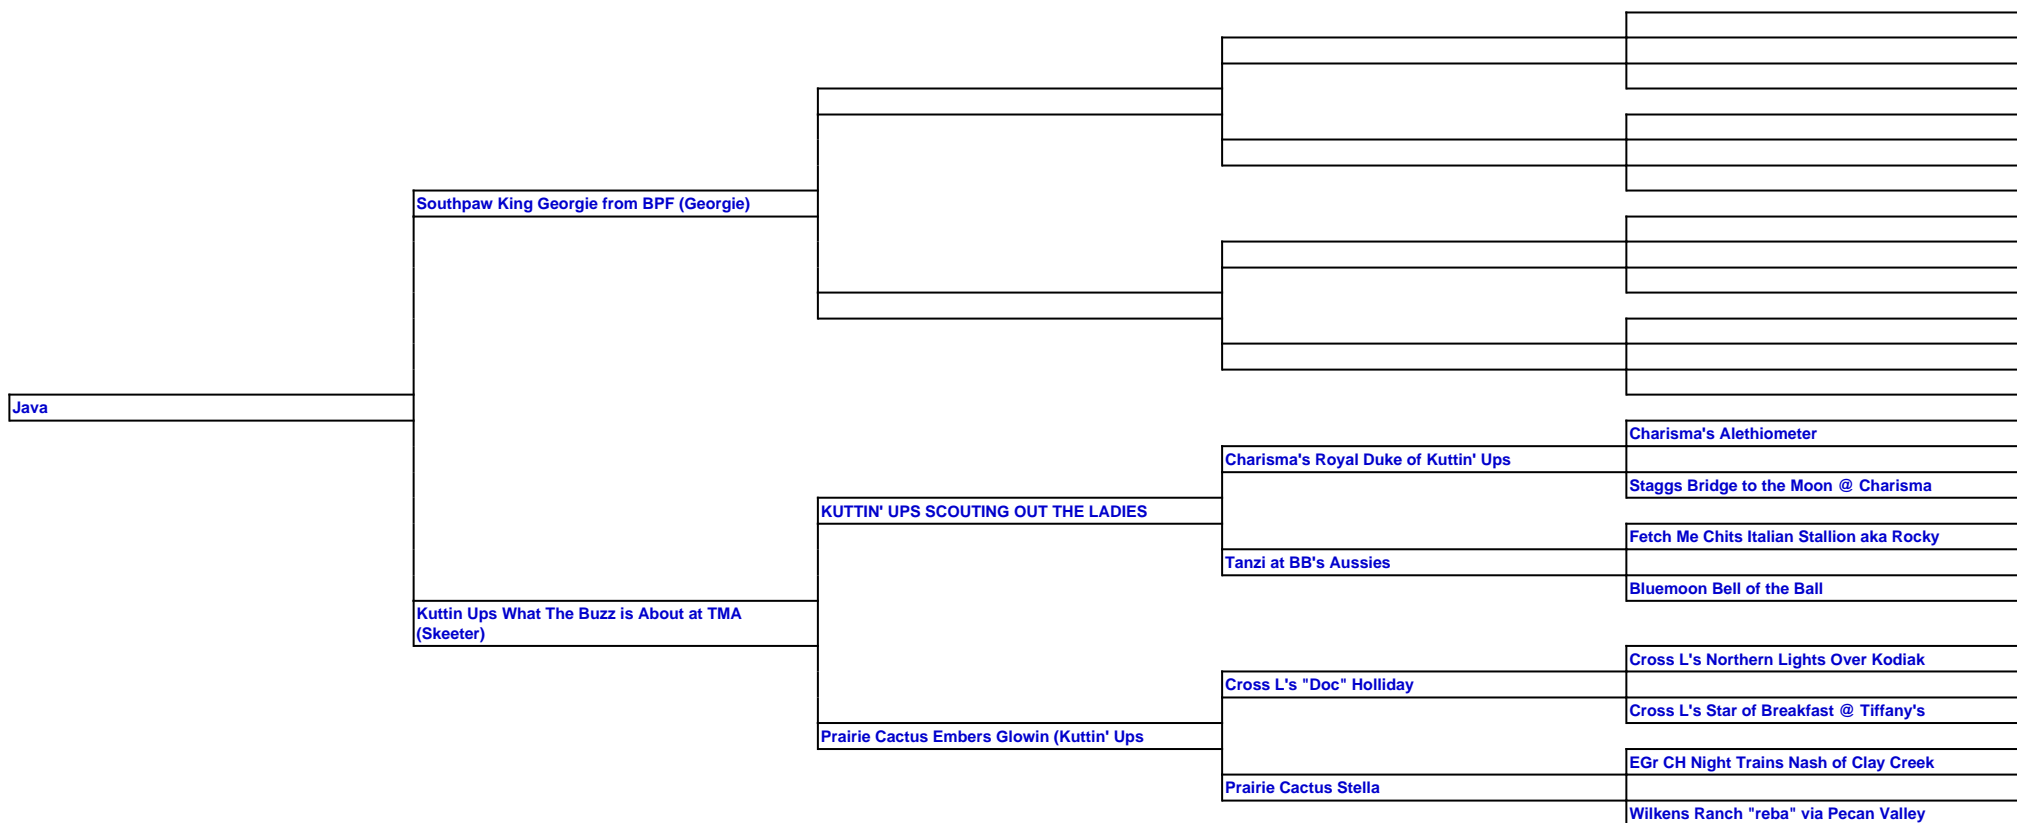 Southpaw King Georgie from BPF (Georgie)
Java
Charisma's Alethiometer
Charisma's Royal Duke of Kuttin' Ups
Staggs Bridge to the Moon @ Charisma
KUTTIN' UPS SCOUTING OUT THE LADIES
Fetch Me Chits Italian Stallion aka Rocky
Tanzi at BB's Aussies
Bluemoon Bell of the Ball
Kuttin Ups What The Buzz is About at TMA
(Skeeter)
Cross L's Northern Lights Over Kodiak
Cross L's "Doc" Holliday
Cross L's Star of Breakfast @ Tiffany's
Prairie Cactus Embers Glowin (Kuttin' Ups
EGr CH Night Trains Nash of Clay Creek
Prairie Cactus Stella
Wilkens Ranch "reba" via Pecan Valley